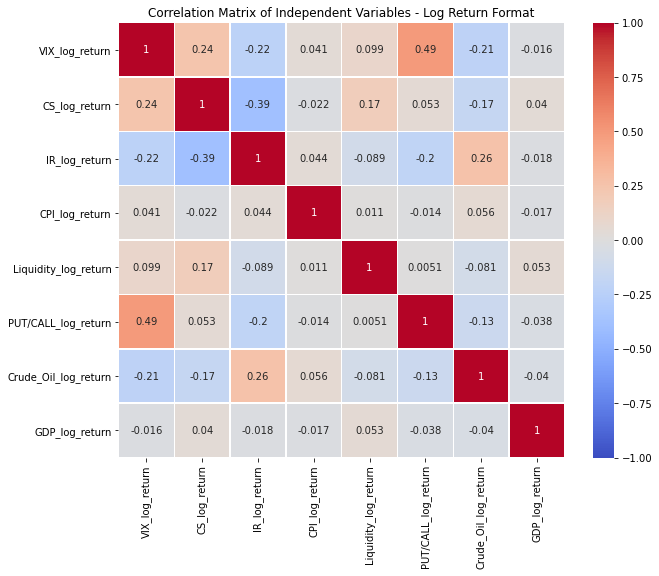 Correlation Matrix of Independent Variables - Log Return Format
VIX_log_return 1 0.24 -0.22 0.041 0.099 0.49 -0.21 -0.016
CS_log_return 0.24 1 -0.39 -0.022 0.17 0.053 -0.17 0.04
IR_log_return -0.22 -0.39 1 0.044 -0.089 -0.2 0.26 -0.018
CPI_log_return 0.041 -0.022 0.044 1 0.011 -0.014 0.056 -0.017
Liquidity_log_return 0.099 0.17 -0.089 0.011 1 0.0051 -0.081 0.053
PUT/CALL_log_return 0.49 0.053 -0.2 -0.014 0.0051 1 -0.13 -0.038
Crude_Oil_log_return -0.21 -0.17 0.26 0.056 -0.081 -0.13 1 -0.04
GDP_log_return -0.016 0.04 -0.018 -0.017 0.053 -0.038 -0.04 1
VIX_log_return
CS_log_return
IR_log_return
CPI_log_return
Liquidity_log_return
PUT/CALL_log_return
Crude_Oil_log_return
GDP_log_return
1.00
0.75
0.50
0.25
0.00
−0.25
−0.50
−0.75
−1.00